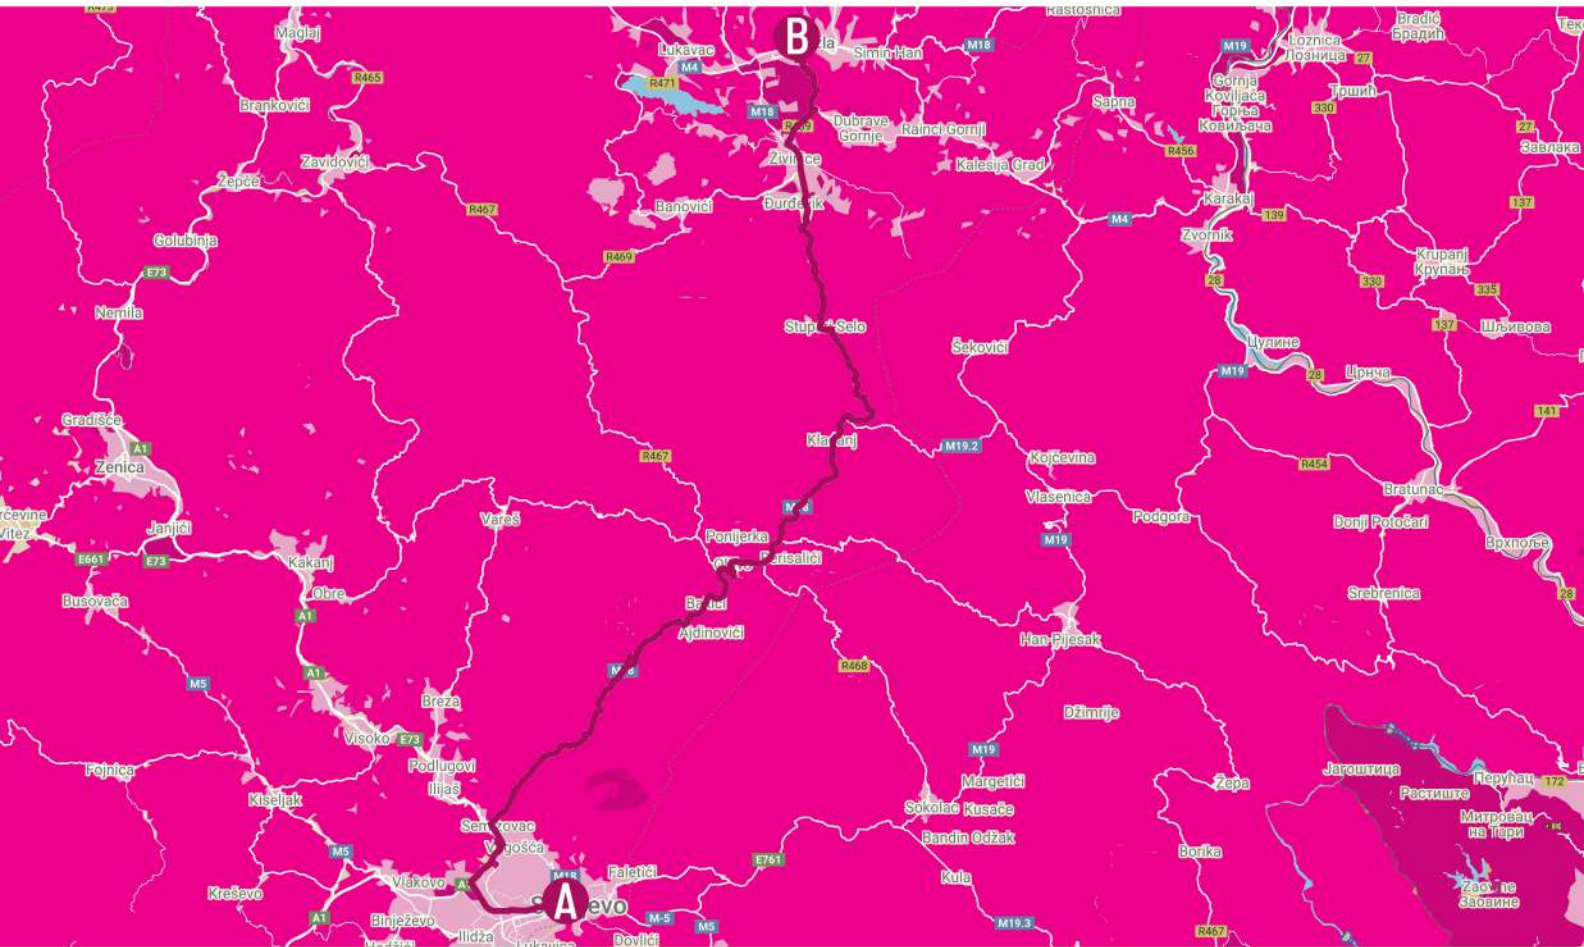 Maglaj
Lukavac
M4
B
Simin Han
M18
Rastošnica
M19
Loznica
Лозница
27
Bradić
Брадић
R465
R471
Brankovići
M18
Dubrave
Gornje
Rainci Gornji
Sapna
Gornja
Koviljača
Горња
Ковиљача
Тршић
330
27
Завлака
Zavidovići
Živinice
Kalesija Grad
R456
Žepče
R467
Banovići
Đurđevik
Karakaj
M4
139
137
Golubinja
Zvornik
R469
E73
Krupanj
Крупањ
28
330
335
Nemila
Stupari Selo
137
Шљивова
Šekovići
Цулине
M19
28
Црнча
Gradišće
141
A1
Kladanj
M19.2
Zenica
R467
Kojčevina
R454
Vlasenica
Bratunac
M18
Vareš
Podgora
Janjići
Vitez
Donji Potočari
Ponijerka
M19
Врхпоље
E661
E73
Kakanj
Olovo
Perisalići
Obre
Busovača
Srebrenica
28
Bakići
A1
Ajdinovići
Han-Pijesak
M18
R468
A1
M5
Breza
Džimrije
Visoko
E73
M19
Fojnica
Podlugovi
Јагоштица
Перућац
172
Ilijaš
Margetići
Žepa
Растиште
Kiseljak
Sokolac
Kusače
Митровац
на Тари
Semizovac
Bandin Odžak
Vogošća
M5
E761
Borika
Faletići
M18
Vlakovo
Kula
Kreševo
Заовине
A
Sarajevo
A1
Binježevo
M-5
M5
M19.3
R467
Ilidža
Dovlići